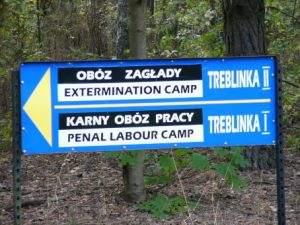 OBÓZ ZAGŁADY
EXTERMINATION CAMP
TREBLINKA II
KARNY OBÓZ PRACY
PENAL LABOUR CAMP
TREBLINKA I